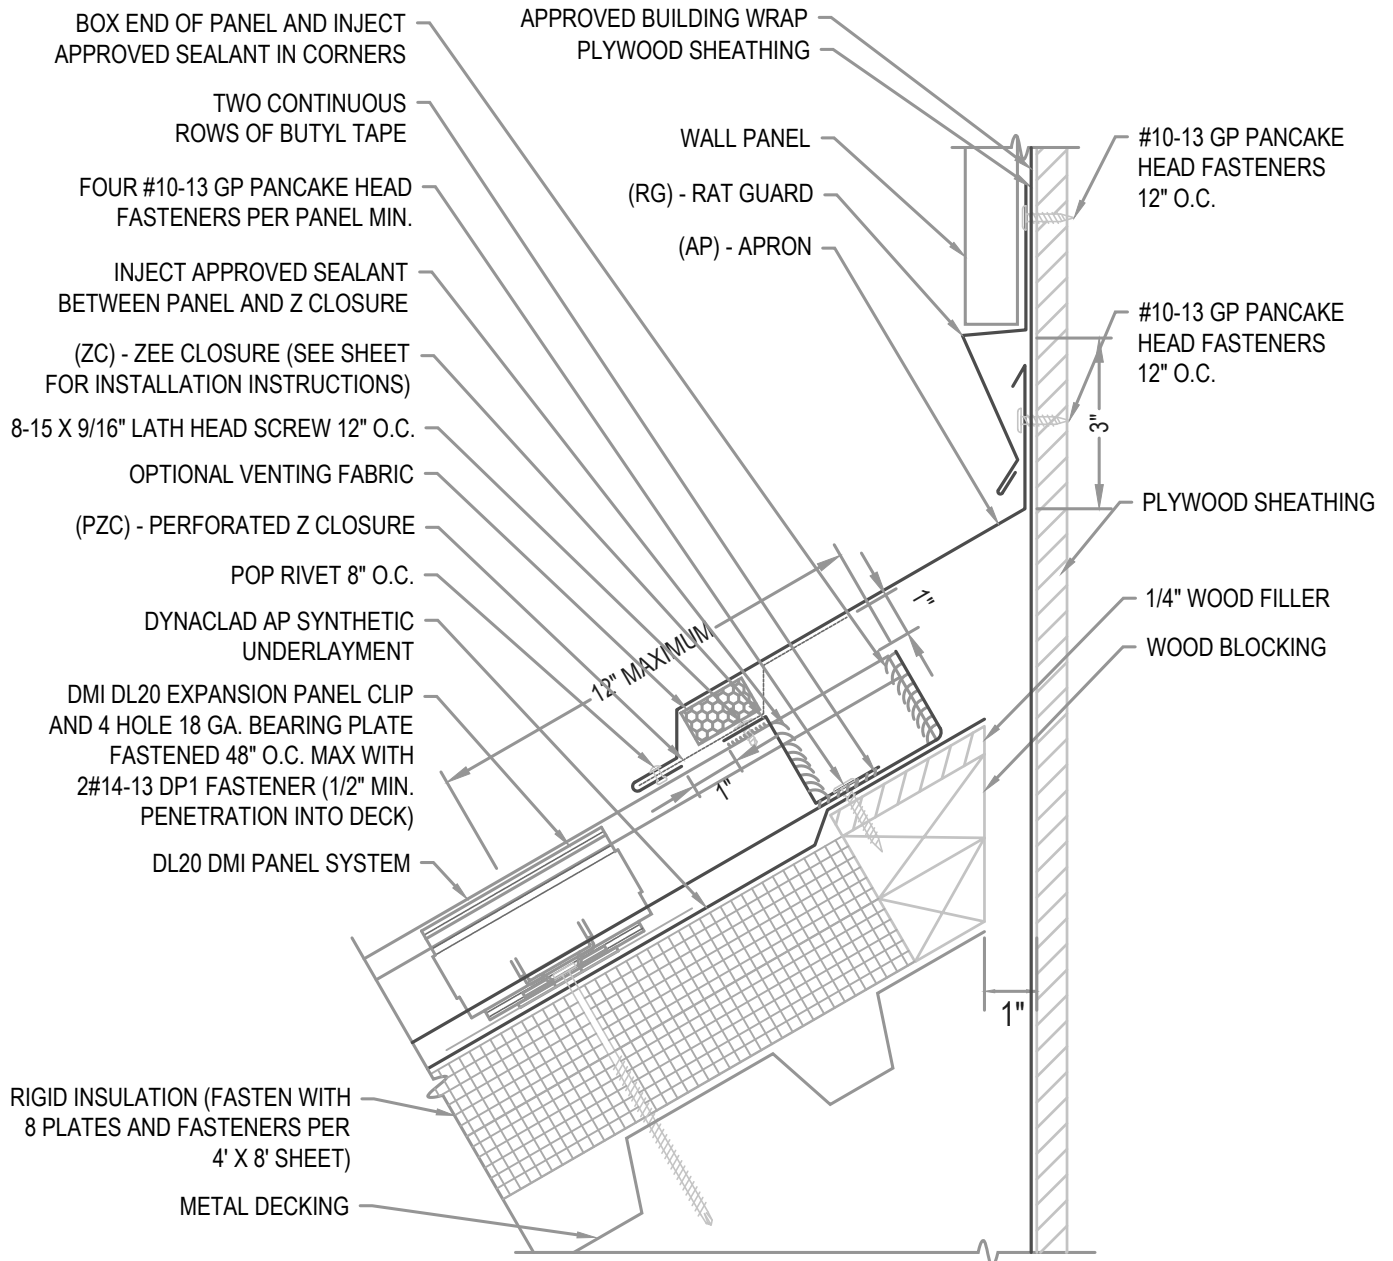 BOX END OF PANEL AND INJECT
APPROVED SEALANT IN CORNERS
TWO CONTINUOUS
ROWS OF BUTYL TAPE
FOUR #10-13 GP PANCAKE HEAD
FASTENERS PER PANEL MIN.
INJECT APPROVED SEALANT
BETWEEN PANEL AND Z CLOSURE
(ZC) - ZEE CLOSURE (SEE SHEET
FOR INSTALLATION INSTRUCTIONS)
8-15 X 9/16" LATH HEAD SCREW 12" O.C.
OPTIONAL VENTING FABRIC
(PZC) - PERFORATED Z CLOSURE
POP RIVET 8" O.C.
DYNACLAD AP SYNTHETIC
UNDERLAYMENT
DMI DL20 EXPANSION PANEL CLIP
AND 4 HOLE 18 GA. BEARING PLATE
FASTENED 48" O.C. MAX WITH
2#14-13 DP1 FASTENER (1/2" MIN.
PENETRATION INTO DECK)
DL20 DMI PANEL SYSTEM
RIGID INSULATION (FASTEN WITH
8 PLATES AND FASTENERS PER
4' X 8' SHEET)
METAL DECKING
APPROVED BUILDING WRAP
PLYWOOD SHEATHING
WALL PANEL
(RG) - RAT GUARD
(AP) - APRON
#10-13 GP PANCAKE
HEAD FASTENERS
12" O.C.
#10-13 GP PANCAKE
HEAD FASTENERS
12" O.C.
3"
PLYWOOD SHEATHING
1/4" WOOD FILLER
WOOD BLOCKING
12" MAXIMUM
1"
1"
1"